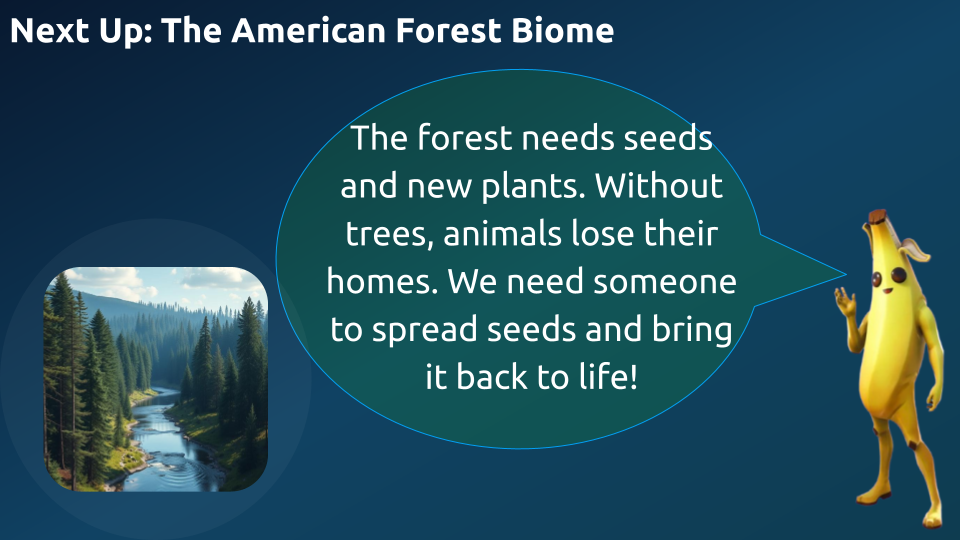 Next Up: The American Forest Biome
The forest needs seeds
and new plants. Without
trees, animals lose their
homes. We need someone
to spread seeds and bring
it back to life!